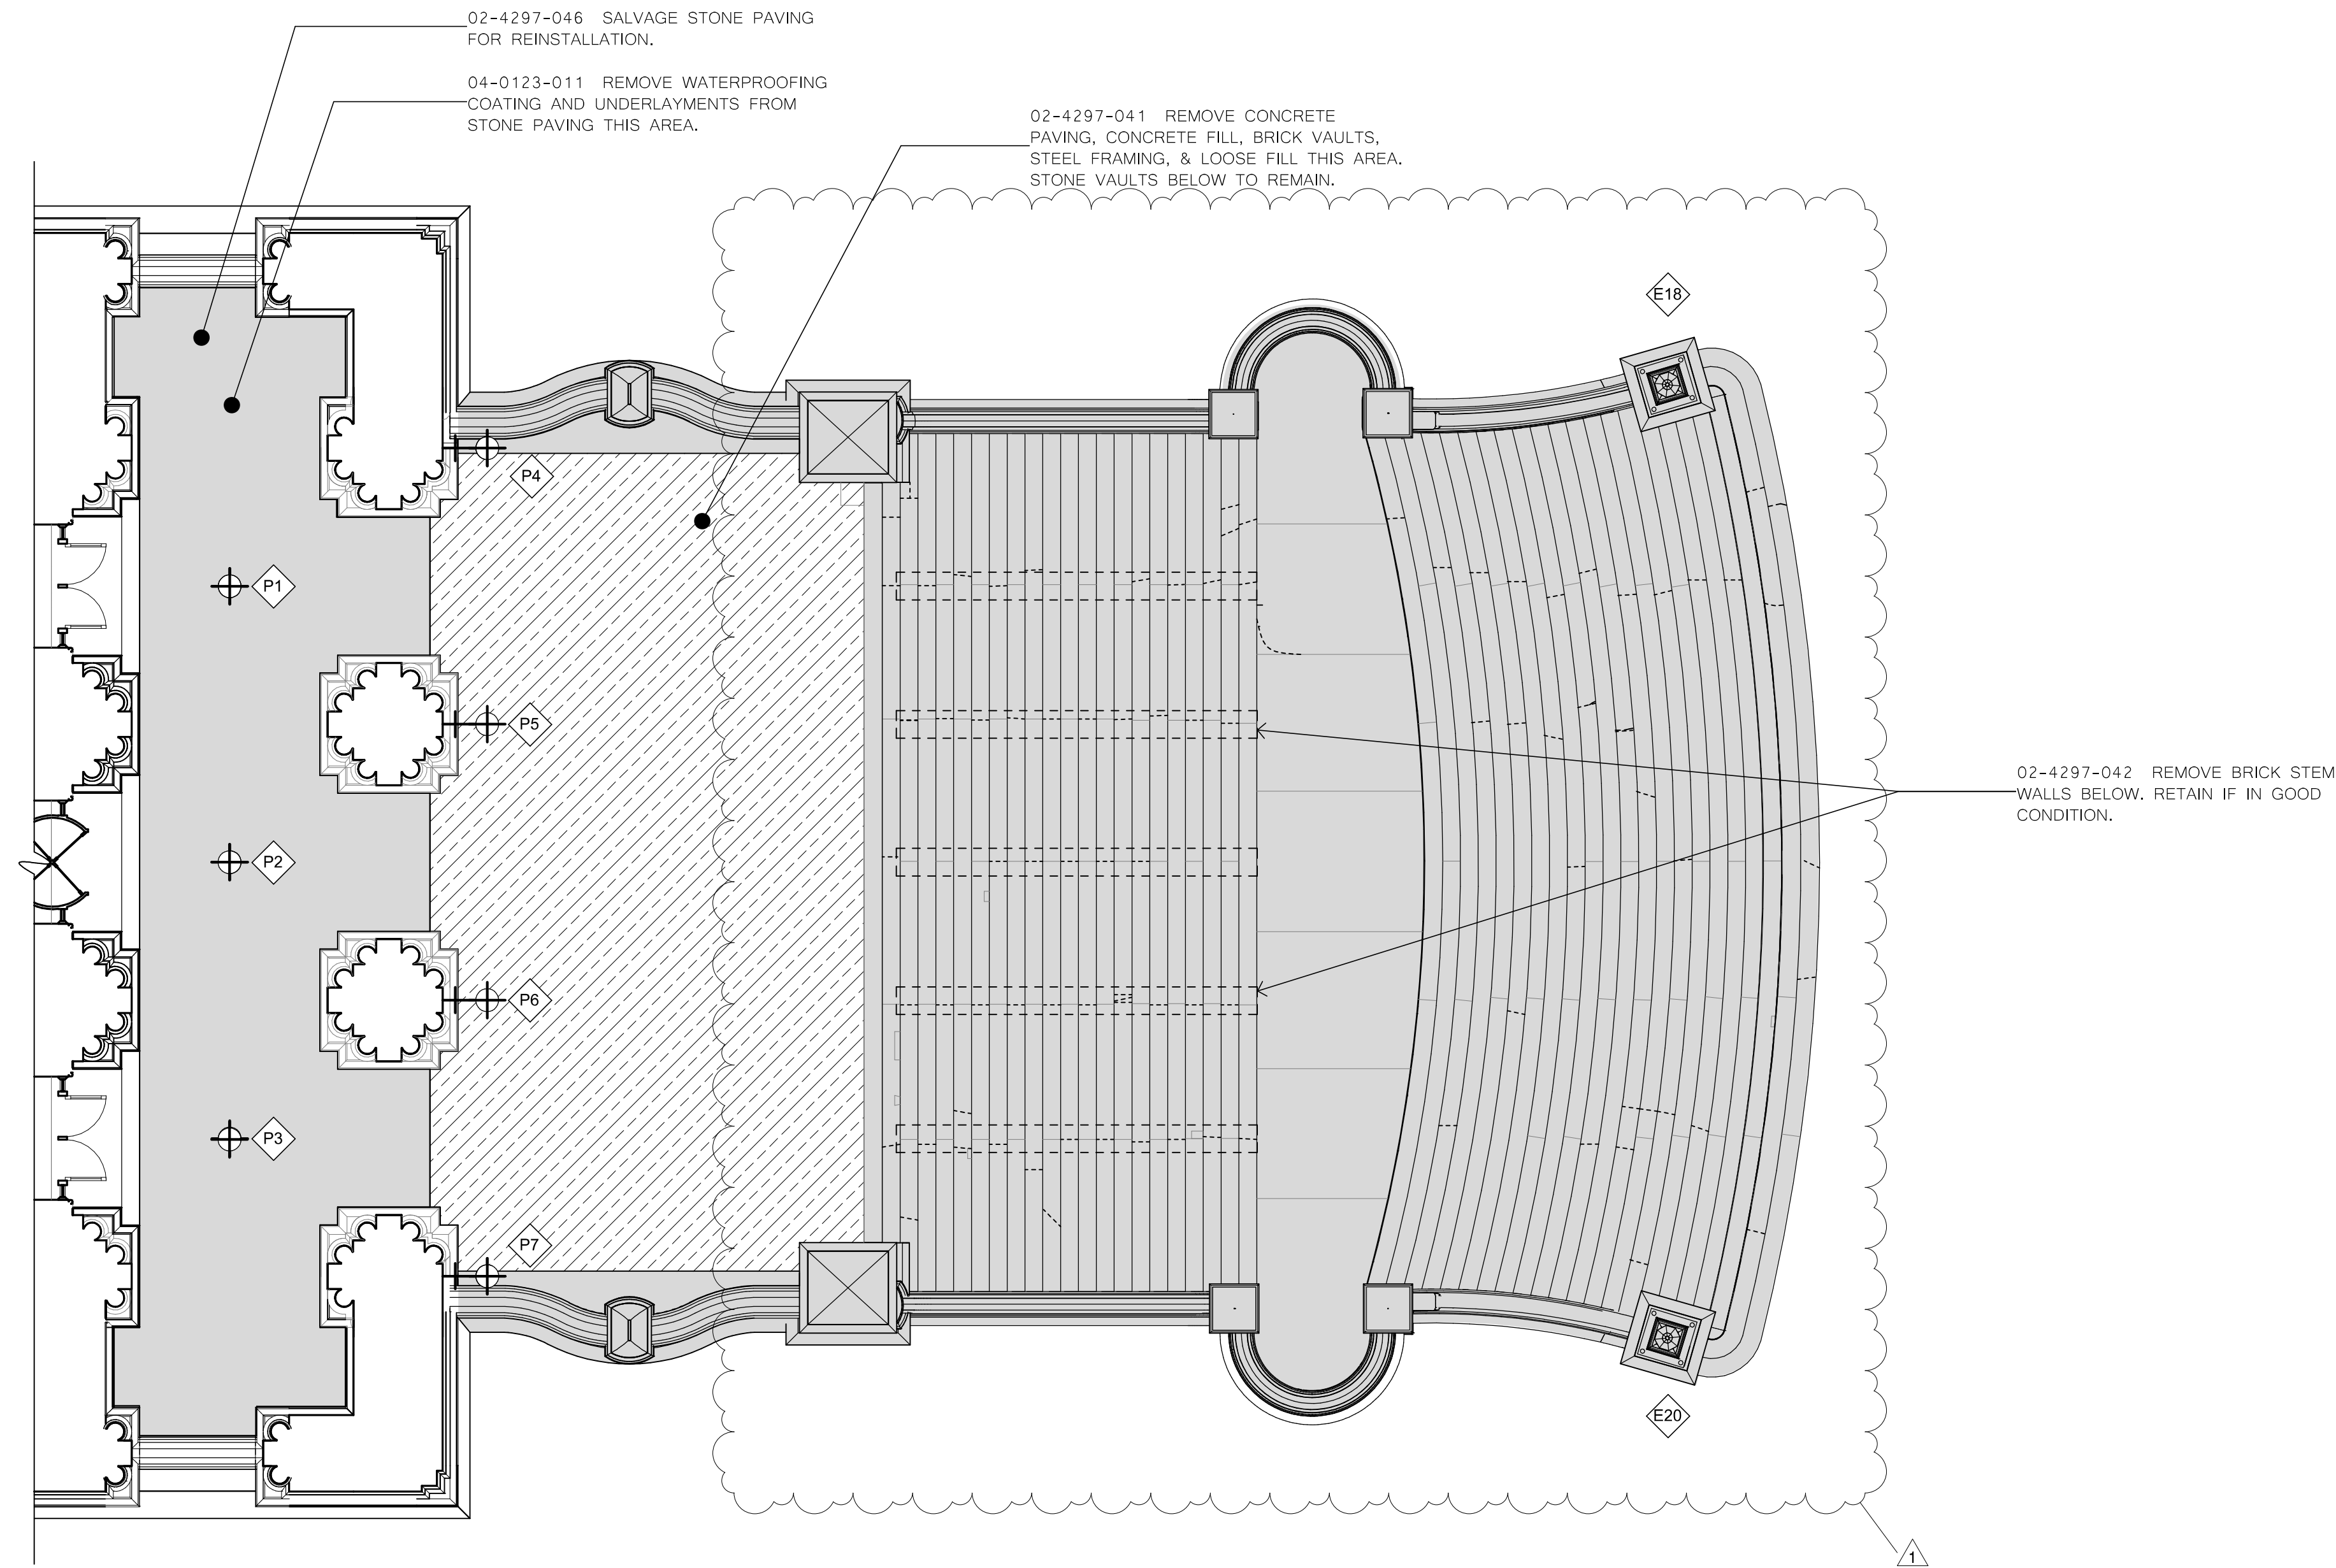 02-4297-046 SALVAGE STONE PAVING
FOR REINSTALLATION.
04-0123-011 REMOVE WATERPROOFING
COATING AND UNDERLAYMENTS FROM
STONE PAVING THIS AREA.
02-4297-041 REMOVE CONCRETE
PAVING, CONCRETE FILL, BRICK VAULTS,
STEEL FRAMING, & LOOSE FILL THIS AREA.
STONE VAULTS BELOW TO REMAIN.
E18
P4
P1
P5
02-4297-042 REMOVE BRICK STEM
WALLS BELOW. RETAIN IF IN GOOD
CONDITION.
P2
P6
P3
P7
E20
1